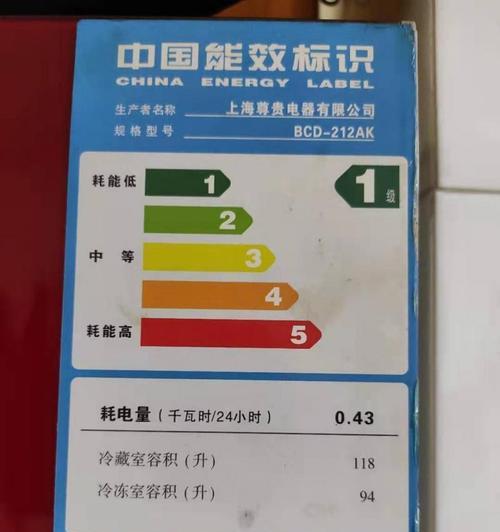 中国能效标识
CHINA ENERGY LABEL
生产者名称 上海尊贵电器有限公司
规格型号 BCD-212AK
耗能低 1 1级
2
中等 3
4
耗能高 5
耗电量（千瓦时/24小时） 0.43
冷藏室容积（升） 118
冷冻室容积（升） 94